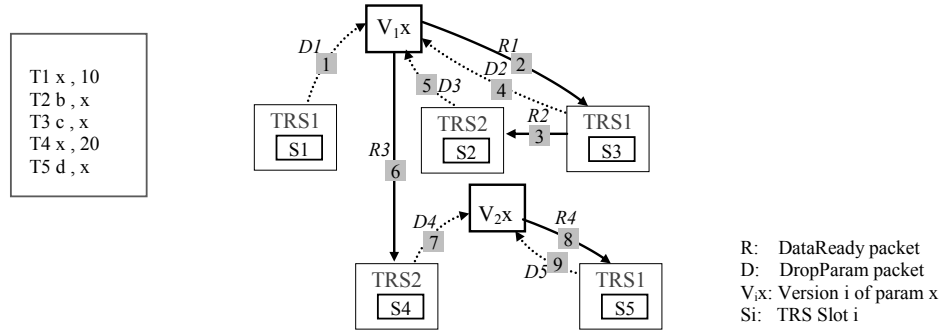 T1 x , 10
T2 b , x
T3 c , x
T4 x , 20
T5 d , x
V1x
D1
1
R1
2
D2
4
5
D3
R2
3
TRS1
S1
TRS2
S2
TRS1
S3
R3
6
V2x
D4
7
R4
8
9
D5
TRS2
S4
TRS1
S5
R: DataReady packet
D: DropParam packet
Vix: Version i of param x
Si: TRS Slot i